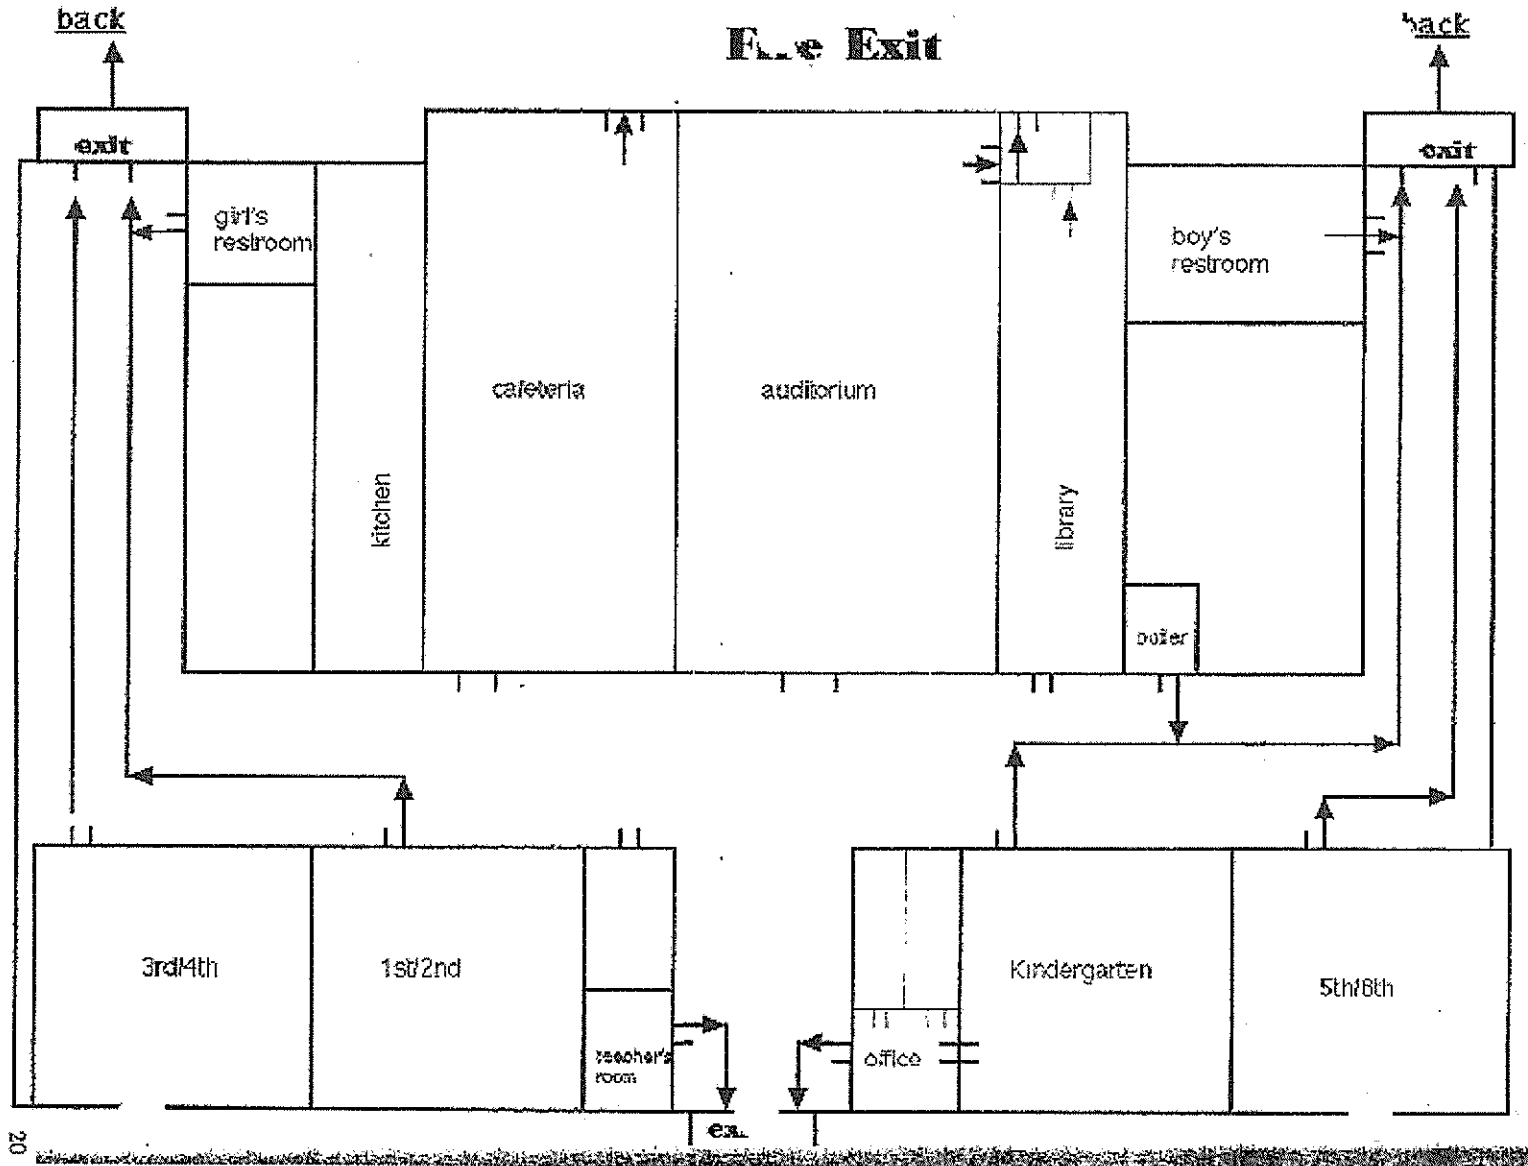 back
Exit
back
exit
exit
girl's
restroom
boy's
restroom
cafeteria
auditorium
kitchen
library
boiler
3rd/4th
1st/2nd
Kindergarten
5th/6th
teacher's
room
office
20